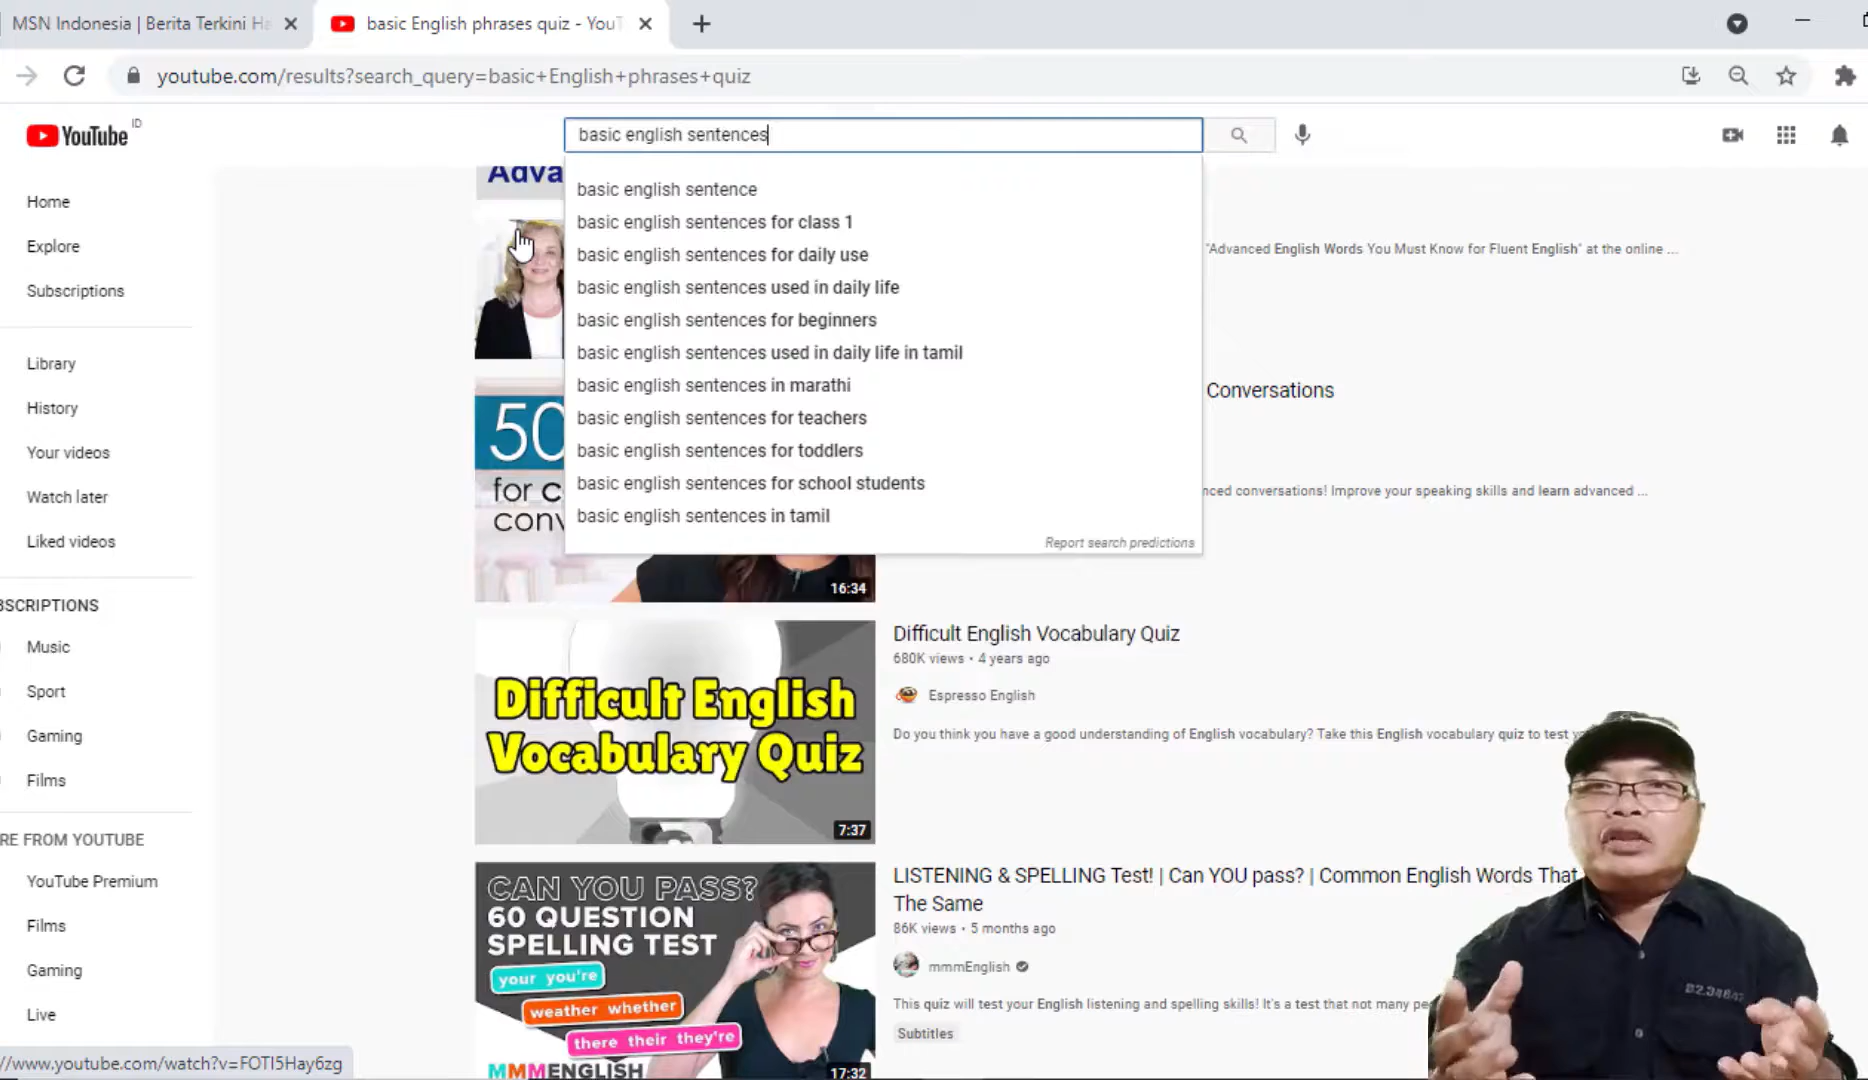 MSN Indonesia | Berita Terkini Ha
basic English phrases quiz - YouT
youtube.com/results?search_query=basic+English+phrases+quiz
YouTube ID
basic english sentences
basic english sentence
basic english sentences for class 1
basic english sentences for daily use
basic english sentences used in daily life
basic english sentences for beginners
basic english sentences used in daily life in tamil
basic english sentences in marathi
basic english sentences for teachers
basic english sentences for toddlers
basic english sentences for school students
basic english sentences in tamil
Report search predictions
Home
Explore
Subscriptions
Library
History
Your videos
Watch later
Liked videos
BSCRIPTIONS
Music
Sport
Gaming
Films
RE FROM YOUTUBE
YouTube Premium
Films
Gaming
Live
//www.youtube.com/watch?v=FOTI5Hay6zg
Adva
"Advanced English Words You Must Know for Fluent English" at the online ...
50
for c
conv
16:34
Conversations
nced conversations! Improve your speaking skills and learn advanced ...
Difficult English
Vocabulary Quiz
7:37
Difficult English Vocabulary Quiz
680K views • 4 years ago
Espresso English
Do you think you have a good understanding of English vocabulary? Take this English vocabulary quiz to test
CAN YOU PASS?
60 QUESTION
SPELLING TEST
your you're
weather whether
there their they're
MMMENGLISH
17:32
LISTENING & SPELLING Test! | Can YOU pass? | Common English Words That
The Same
86K views • 5 months ago
mmmEnglish
This quiz will test your English listening and spelling skills! It's a test that not many pe
Subtitles